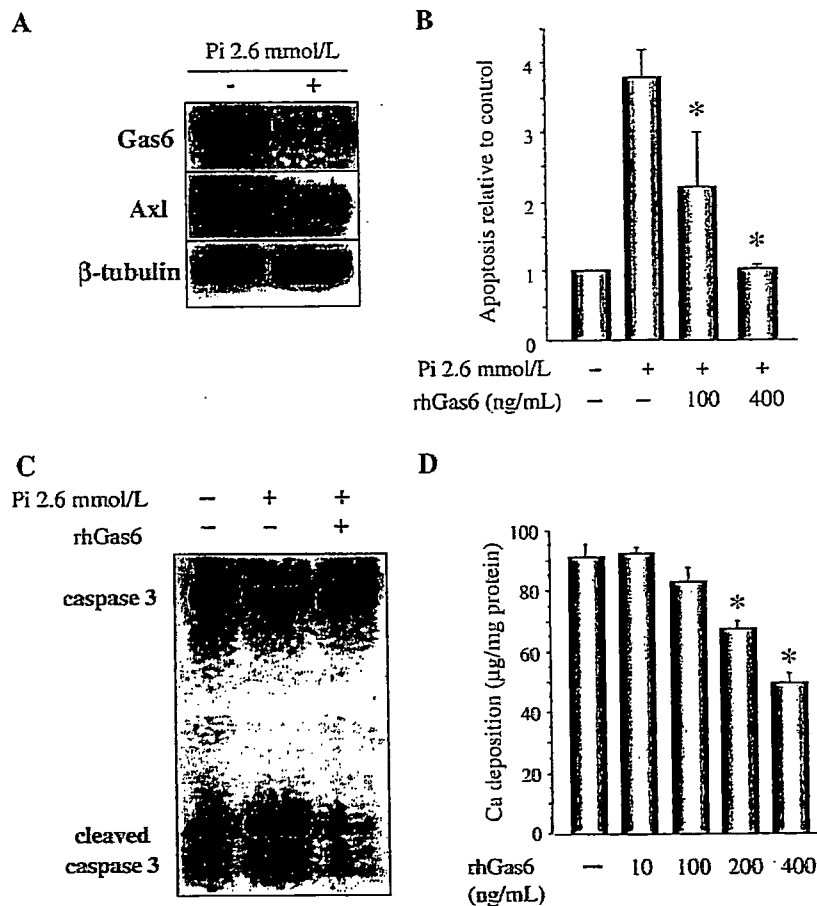 A
Pi 2.6 mmol/L
- +
Gas6
Axl
β-tubulin
B
Apoptosis relative to control
4
3
2
1
0
*
*
Pi 2.6 mmol/L − + + +
rhGas6 (ng/mL) − − 100 400
C
Pi 2.6 mmol/L − + +
rhGas6 − − +
caspase 3
cleaved
caspase 3
D
Ca deposition (μg/mg protein)
100
80
60
40
20
0
*
*
rhGas6 − 10 100 200 400
(ng/mL)